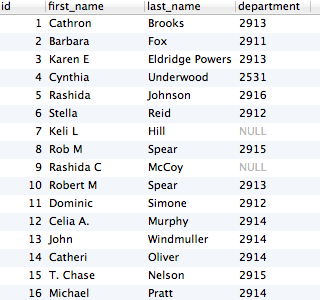 id first_name last_name department
1 Cathron Brooks 2913
2 Barbara Fox 2911
3 Karen E Eldridge Powers 2913
4 Cynthia Underwood 2531
5 Rashida Johnson 2916
6 Stella Reid 2912
7 Keli L Hill NULL
8 Rob M Spear 2915
9 Rashida C McCoy NULL
10 Robert M Spear 2913
11 Dominic Simone 2912
12 Celia A. Murphy 2914
13 John Windmuller 2914
14 Catheri Oliver 2914
15 T. Chase Nelson 2915
16 Michael Pratt 2914